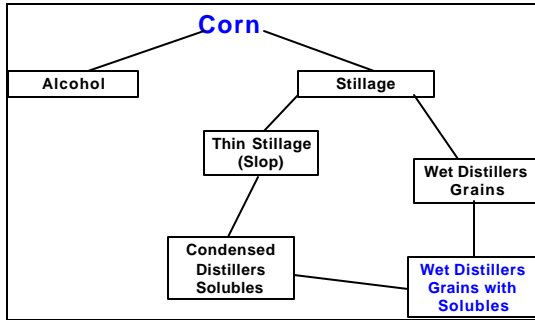 Corn
Alcohol
Stillage
Thin Stillage
(Slop)
Wet Distillers
Grains
Condensed
Distillers
Solubles
Wet Distillers
Grains with
Solubles